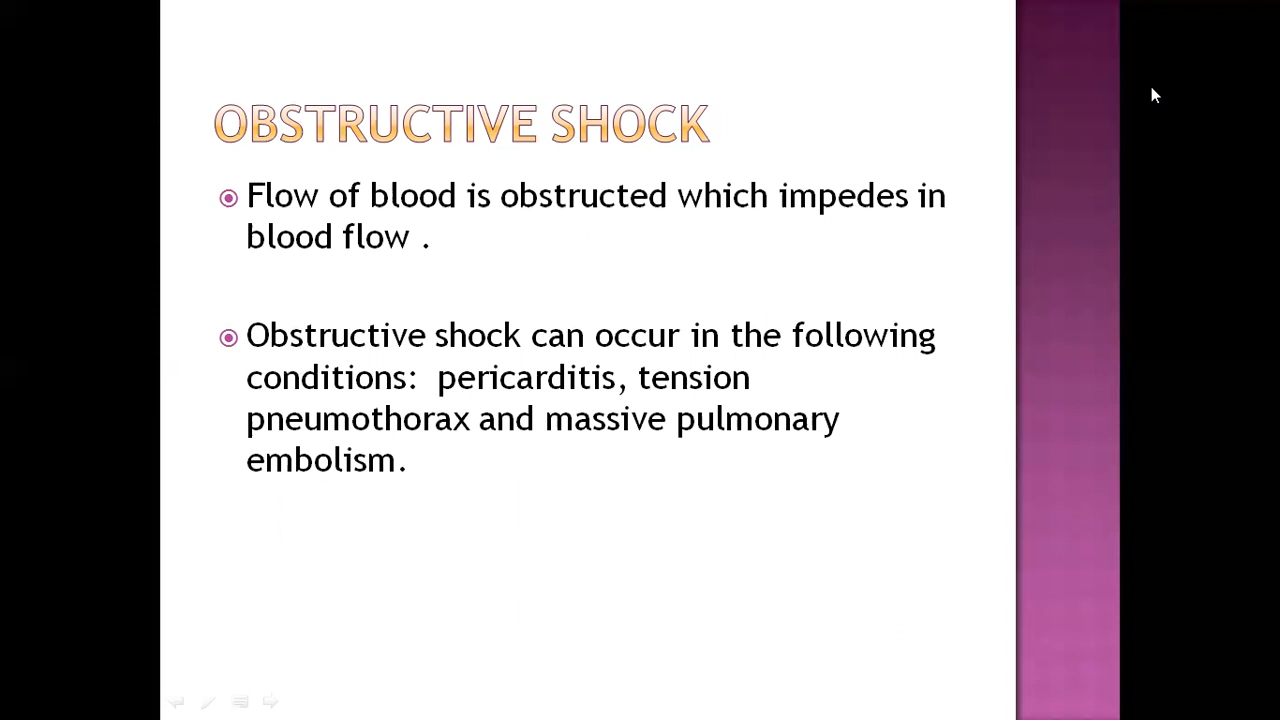 OBSTRUCTIVE SHOCK
Flow of blood is obstructed which impedes in
blood flow .
Obstructive shock can occur in the following
conditions:  pericarditis, tension
pneumothorax and massive pulmonary
embolism.